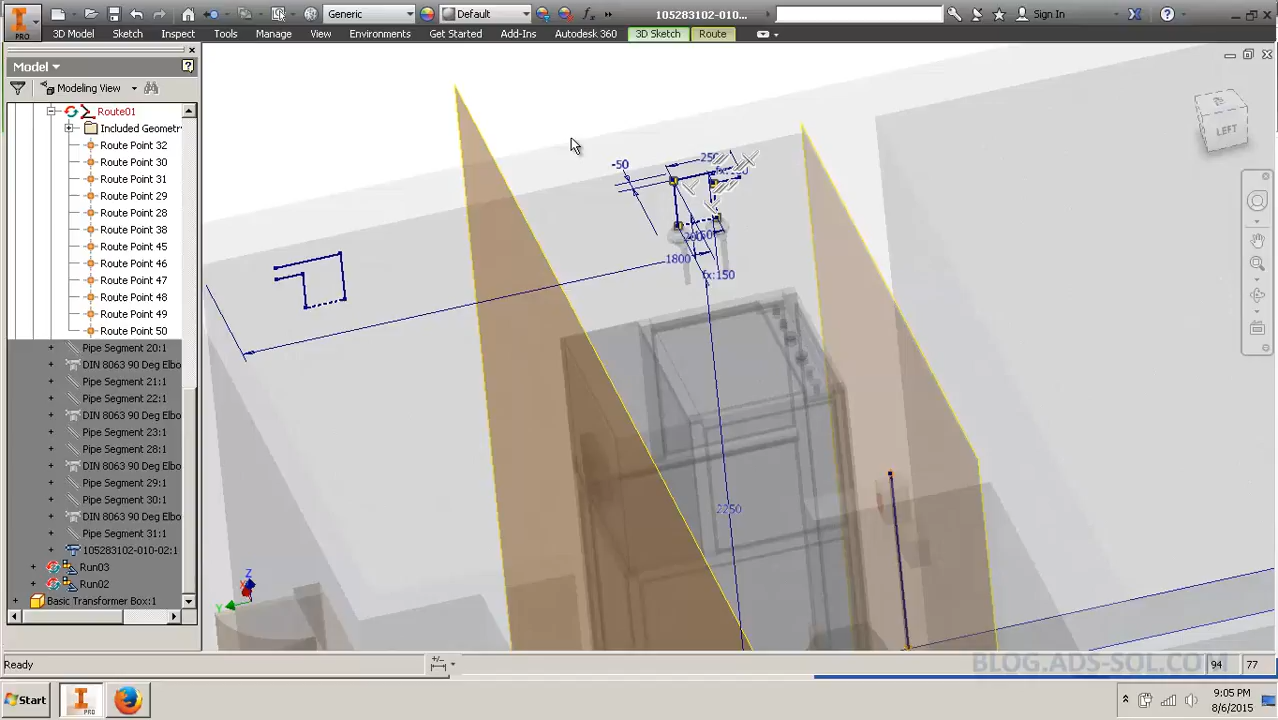 Generic
Default
105283102-010...
Sign In
PRO
3D Model
Sketch
Inspect
Tools
Manage
View
Environments
Get Started
Add-Ins
Autodesk 360
3D Sketch
Route
Model
Modeling View
Route01
Included Geometr
Route Point 32
Route Point 30
Route Point 31
Route Point 29
Route Point 28
Route Point 38
Route Point 45
Route Point 46
Route Point 47
Route Point 48
Route Point 49
Route Point 50
Pipe Segment 20:1
DIN 8063 90 Deg Elbo
Pipe Segment 21:1
Pipe Segment 22:1
DIN 8063 90 Deg Elbo
Pipe Segment 23:1
Pipe Segment 28:1
DIN 8063 90 Deg Elbo
Pipe Segment 29:1
Pipe Segment 30:1
DIN 8063 90 Deg Elbo
Pipe Segment 31:1
105283102-010-02:1
Run03
Run02
Basic Transformer Box:1
-50
250
1800
fx:150
2250
LEFT
Z
X
Y
Ready
BLOG.ADS-SOL.COM
94
77
Start
PRO
9:05 PM
8/6/2015